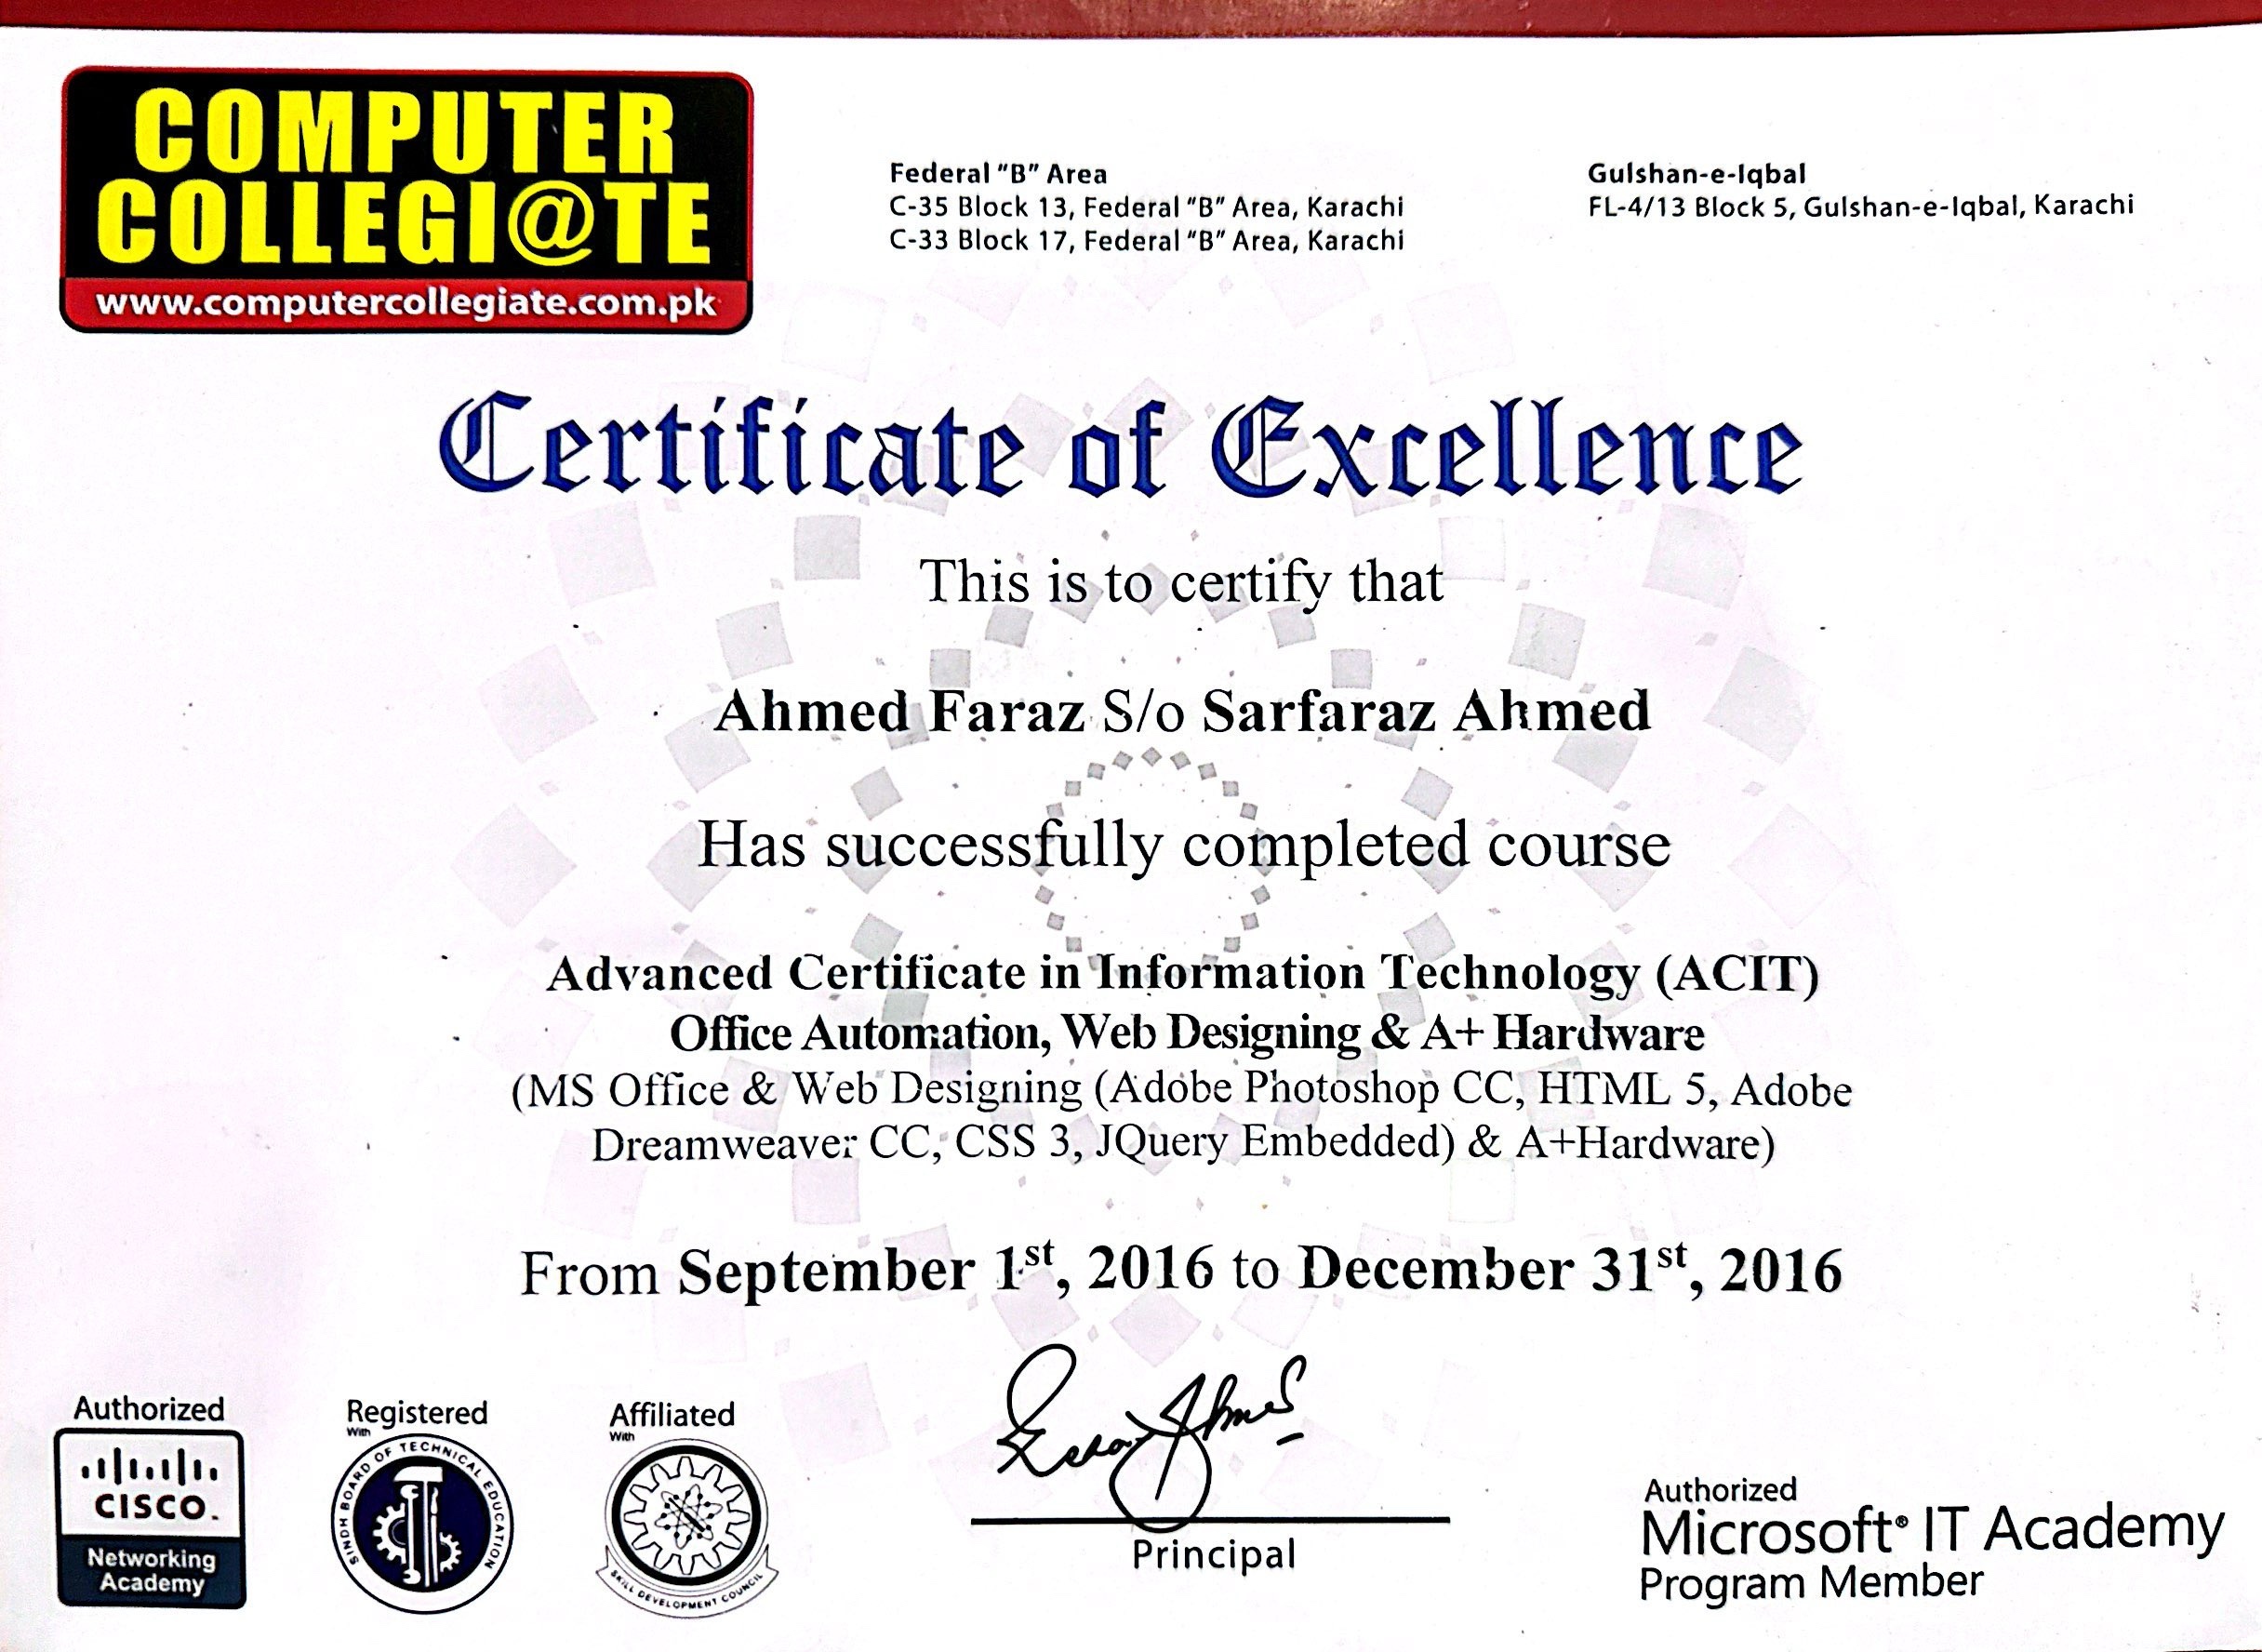 COMPUTER
COLLEGI@TE
www.computercollegiate.com.pk
Federal "B" Area
C-35 Block 13, Federal "B" Area, Karachi
C-33 Block 17, Federal "B" Area, Karachi
Gulshan-e-Iqbal
FL-4/13 Block 5, Gulshan-e-Iqbal, Karachi
Certificate of Excellence
This is to certify that
Ahmed Faraz S/o Sarfaraz Ahmed
Has successfully completed course
Advanced Certificate in Information Technology (ACIT)
Office Automation, Web Designing & A+ Hardware
(MS Office & Web Designing (Adobe Photoshop CC, HTML 5, Adobe
Dreamweaver CC, CSS 3, JQuery Embedded) & A+Hardware)
From September 1st, 2016 to December 31st, 2016
Authorized
CISCO.
Networking
Academy
Registered
With
SINDH BOARD OF TECHNICAL EDUCATION
Affiliated
With
SKILL DEVELOPMENT COUNCIL
Principal
Authorized
Microsoft® IT Academy
Program Member